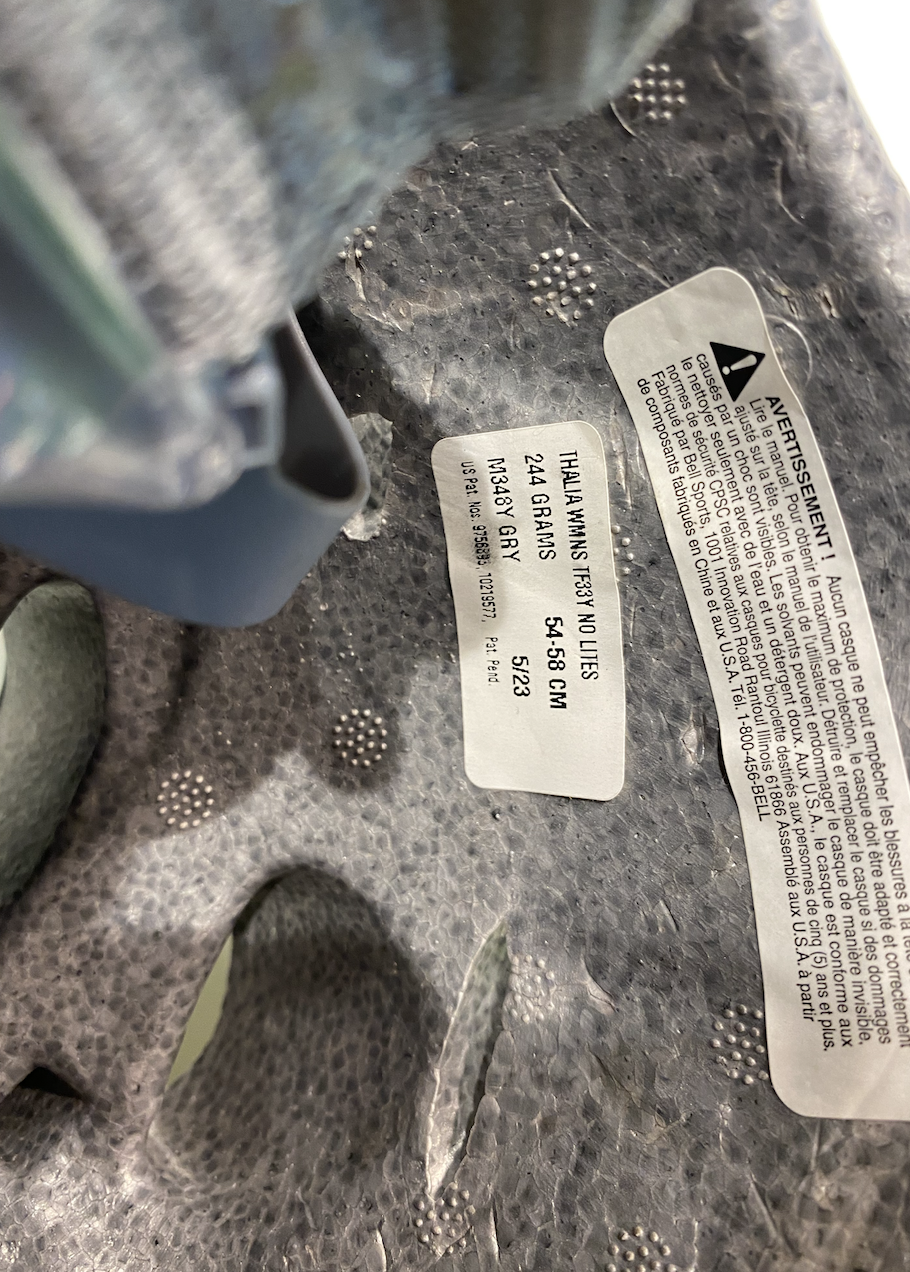 THALIA WMNS TF33Y NO LITES
244 GRAMS 54-58 CM
M348Y GRY 5/23
US Pat. Nos. 9756893, 10219577, Pat. Pend.
AVERTISSEMENT ! Aucun casque ne peut empêcher les blessures à la
Lire le manuel. Pour obtenir le maximum de protection, le casque doit être adapté et correctement
ajusté sur la tête, selon le manuel de l'utilisateur. Détruire et remplacer le casque si des dommages
causés par un choc sont visibles. Les solvants peuvent endommager le casque de manière invisible,
le nettoyer seulement avec de l'eau et un détergent doux. Aux U.S.A., le casque est conforme aux
normes de sécurité CPSC relatives aux casques pour bicyclette destinés aux personnes de cinq (5) ans et plus.
Fabriqué par Bell Sports, 1001 Innovation Road Rantoul Illinois 61866 Assemblé aux U.S.A. à partir
de composants fabriqués en Chine et aux U.S.A. Tél. 1-800-456-BELL